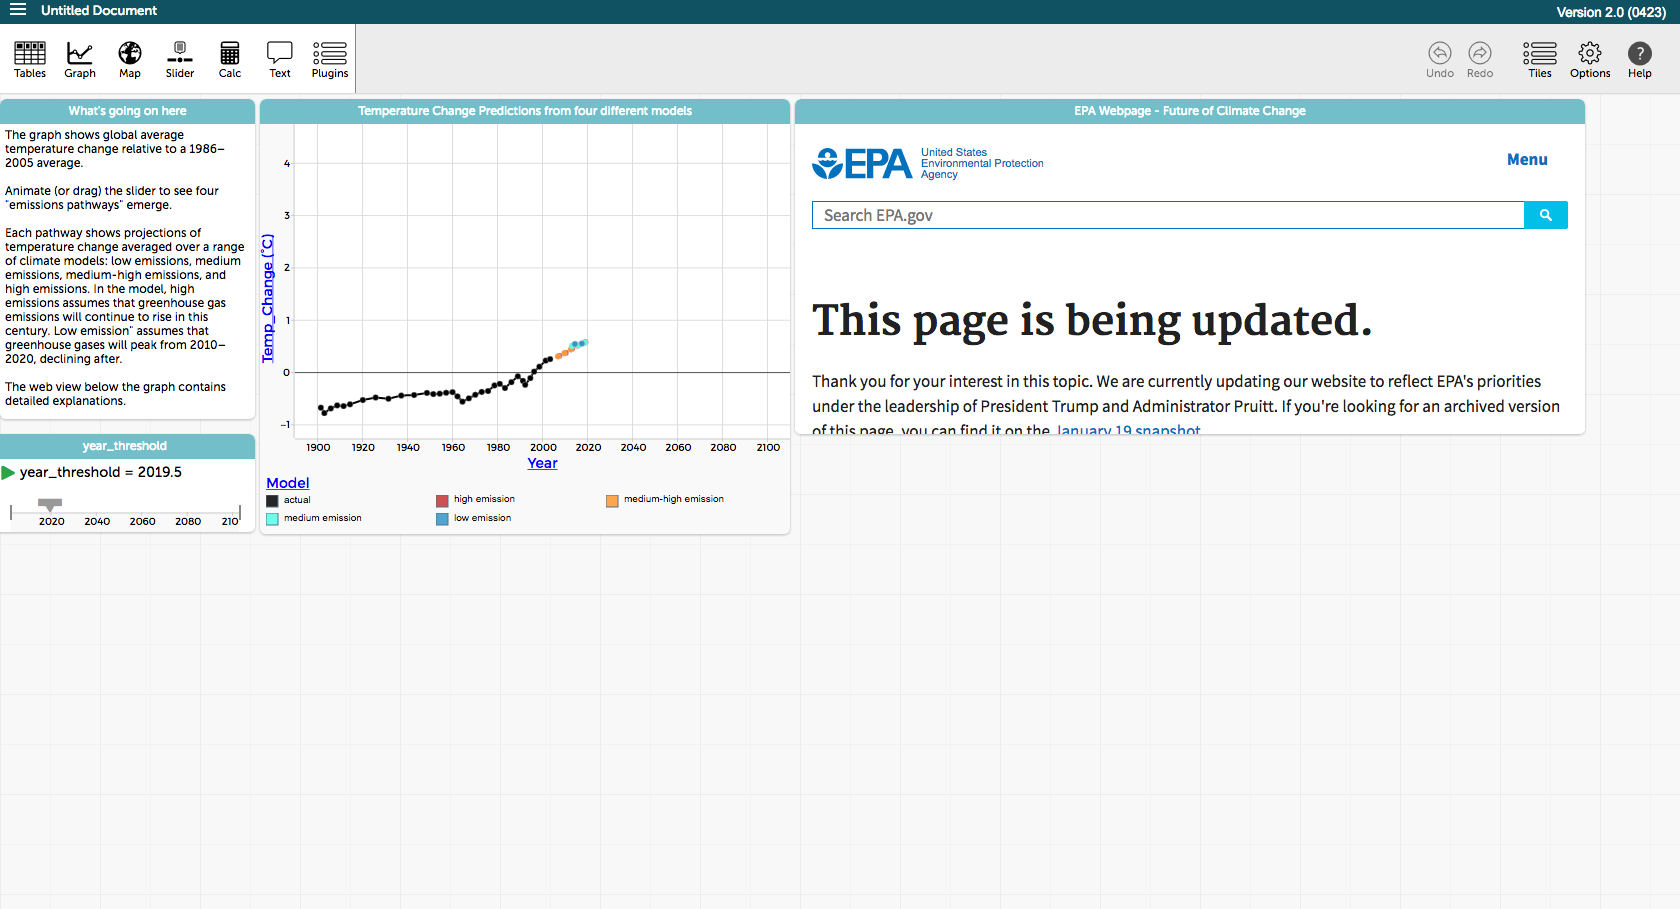 Untitled Document
Version 2.0 (0423)
Tables
Graph
Map
Slider
Calc
Text
Plugins
Undo
Redo
Tiles
Options
?
Help
What's going on here
The graph shows global average
temperature change relative to a 1986–
2005 average.
Animate (or drag) the slider to see four
"emissions pathways" emerge.
Each pathway shows projections of
temperature change averaged over a range
of climate models: low emissions, medium
emissions, medium-high emissions, and
high emissions. In the model, high
emissions assumes that greenhouse gas
emissions will continue to rise in this
century. Low emission" assumes that
greenhouse gases will peak from 2010–
2020, declining after.
The web view below the graph contains
detailed explanations.
year_threshold
year_threshold = 2019.5
2020 2040 2060 2080 210
Temperature Change Predictions from four different models
Temp_Change (°C)
4
3
2
1
0
–1
1900 1920 1940 1960 1980 2000 2020 2040 2060 2080 2100
Year
Model
actual
high emission
medium-high emission
medium emission
low emission
EPA Webpage - Future of Climate Change
EPA
United States
Environmental Protection
Agency
Menu
Search EPA.gov
This page is being updated.
Thank you for your interest in this topic. We are currently updating our website to reflect EPA's priorities
under the leadership of President Trump and Administrator Pruitt. If you're looking for an archived version
of this page, you can find it on the January 19 snapshot